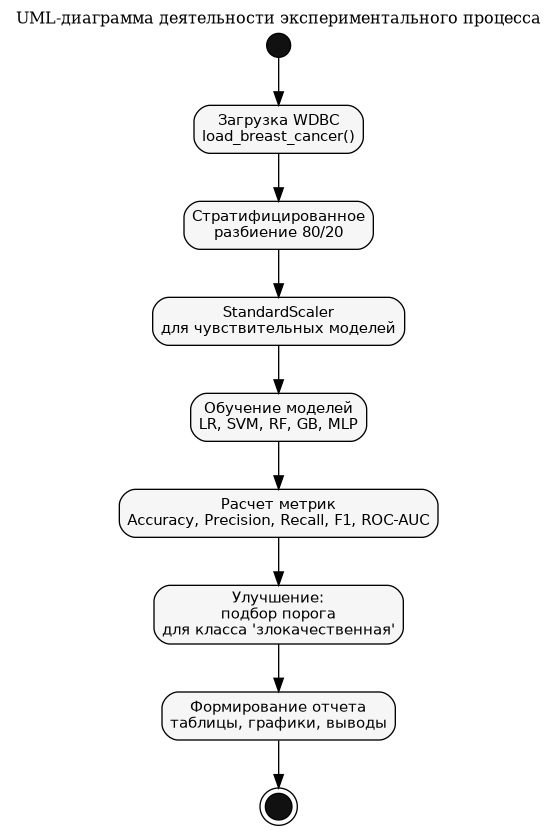 UML-диаграмма деятельности экспериментального процесса
Загрузка WDBC
load_breast_cancer()
Стратифицированное
разбиение 80/20
StandardScaler
для чувствительных моделей
Обучение моделей
LR, SVM, RF, GB, MLP
Расчет метрик
Accuracy, Precision, Recall, F1, ROC-AUC
Улучшение:
подбор порога
для класса 'злокачественная'
Формирование отчета
таблицы, графики, выводы